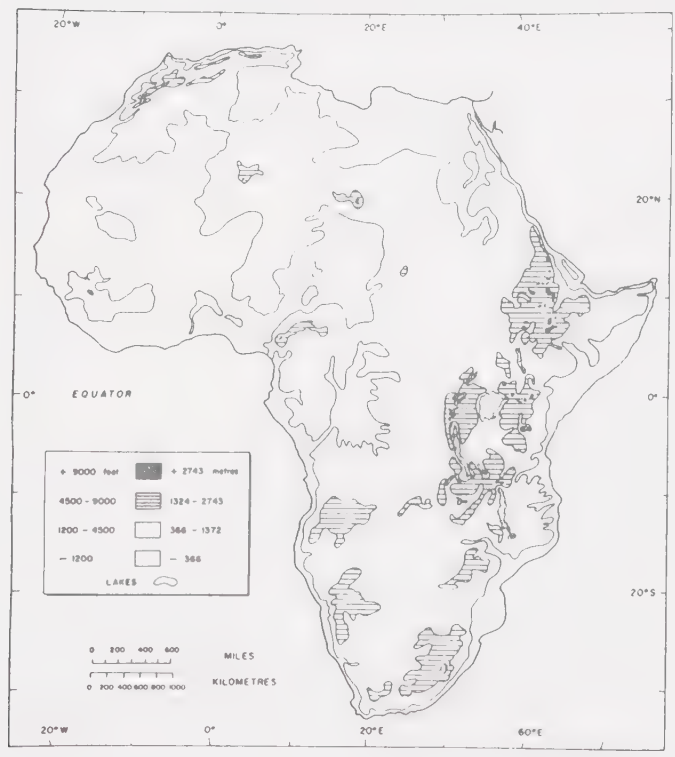 20°W 0° 20°E 40°E
20°N
0° EQUATOR 0°
+ 9000 feet + 2743 metres
4500 - 9000 1324 - 2743
1200 - 4500 366 - 1372
- 1200 - 366
LAKES
20°S
0 200 400 600 MILES
0 200 400 600 800 1000 KILOMETRES
20°W 0° 20°E 60°E